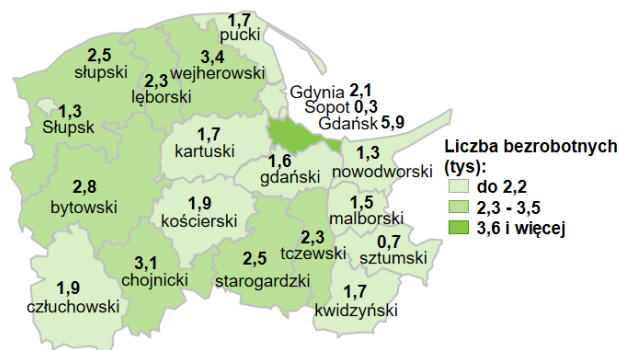 1,7
pucki
2,5
słupski
3,4
wejherowski
2,3
lęborski
Gdynia 2,1
Sopot 0,3
Gdańsk 5,9
1,3
Słupsk
1,7
kartuski
1,6
gdański
1,3
nowodworski
Liczba bezrobotnych
(tys):
do 2,2
2,3 - 3,5
3,6 i więcej
2,8
bytowski
1,9
kościerski
1,5
malborski
2,3
tczewski
0,7
sztumski
3,1
chojnicki
2,5
starogardzki
1,9
człuchowski
1,7
kwidzyński